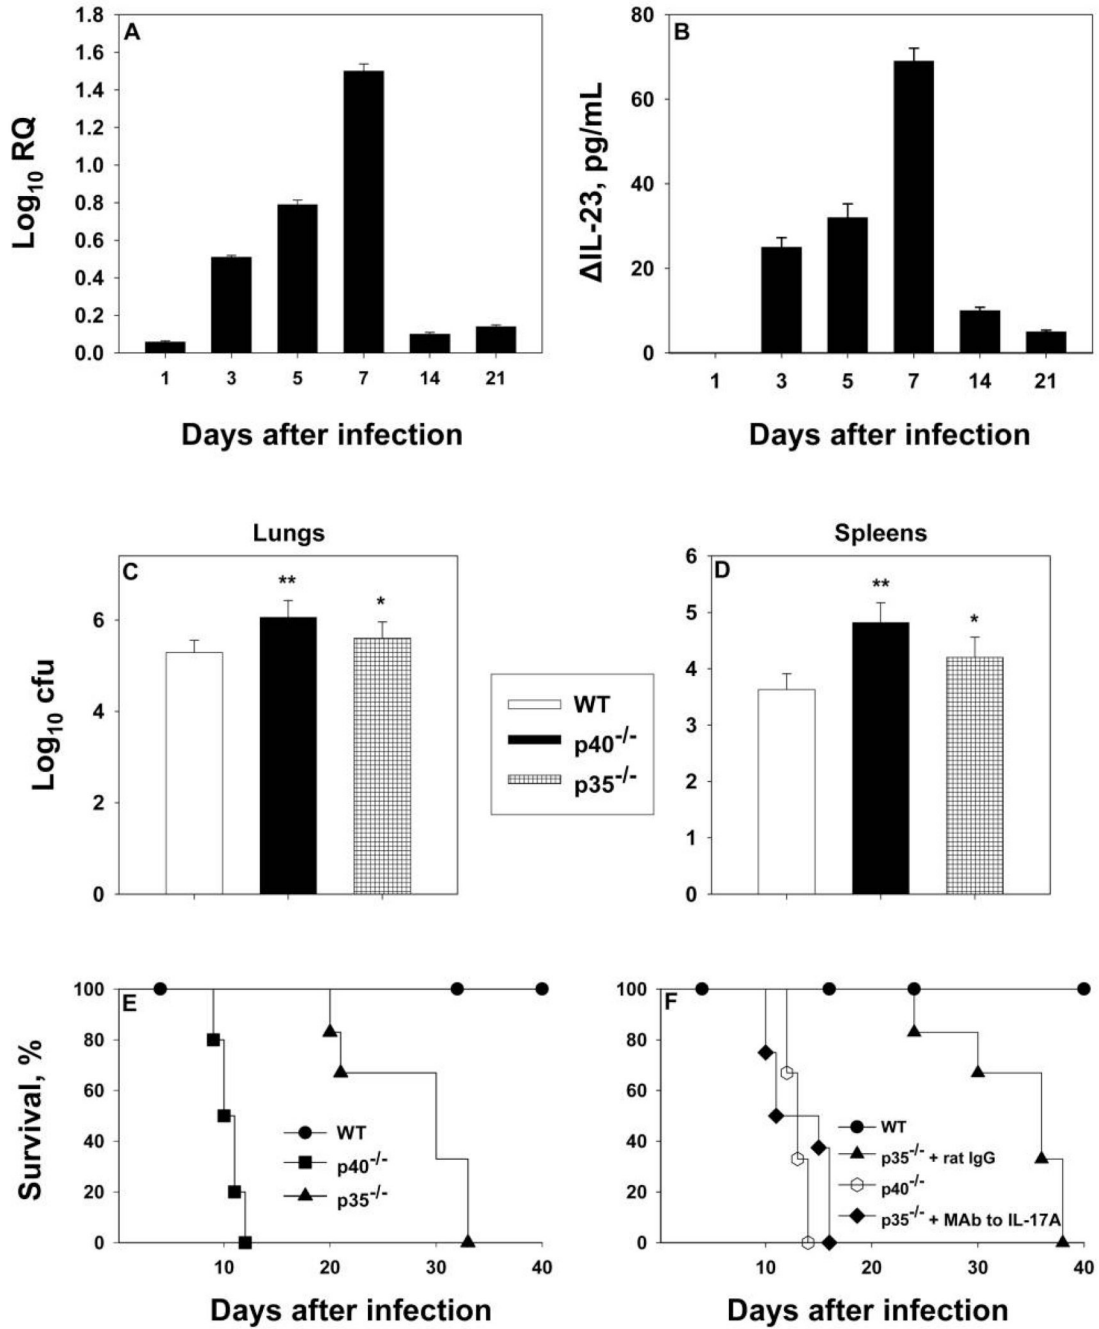 A
Log10 RQ
1.8
1.6
1.4
1.2
1.0
0.8
0.6
0.4
0.2
0.0
1 3 5 7 14 21
Days after infection
B
ΔIL-23, pg/mL
80
60
40
20
0
1 3 5 7 14 21
Days after infection
Lungs
C
Log10 cfu
6
4
2
0
** *
WT
p40-/-
p35-/-
Spleens
D
6
5
4
3
2
1
0
** *
E
Survival, %
100
80
60
40
20
0
WT
p40-/-
p35-/-
10 20 30 40
Days after infection
F
100
80
60
40
20
0
WT
p35-/- + rat IgG
p40-/-
p35-/- + MAb to IL-17A
10 20 30 40
Days after infection